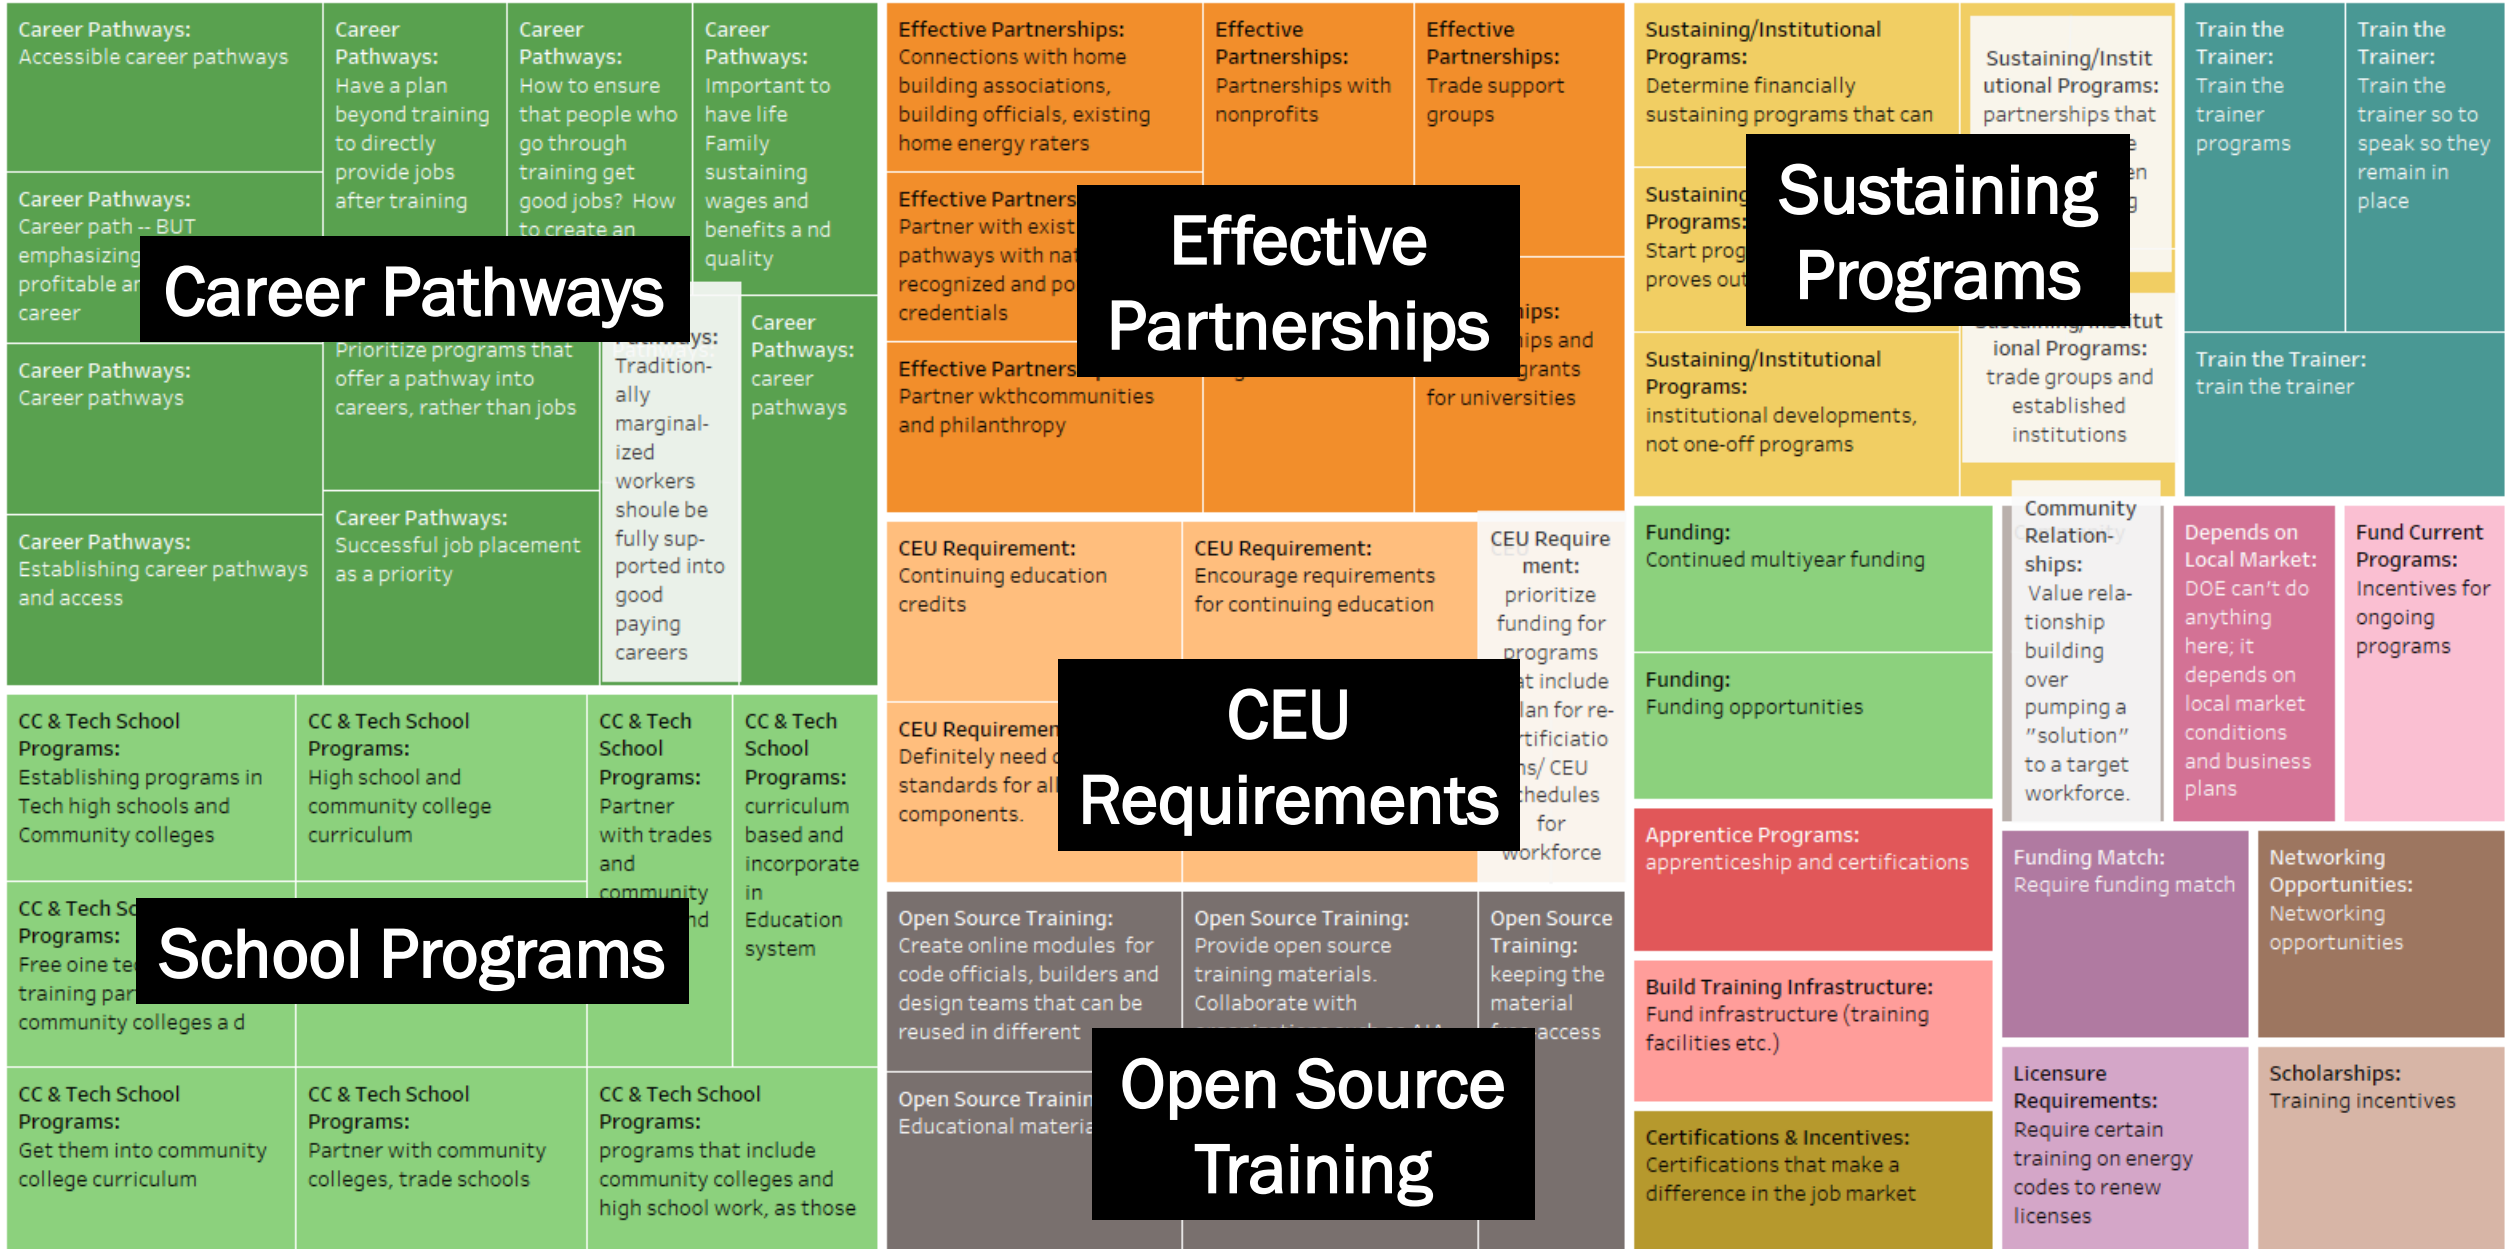 Career Pathways:
Accessible career pathways
Career Pathways:
Career path -- BUT
emphasizing
profitable
career
Career Pathways:
Career pathways
Career Pathways:
Establishing career pathways
and access
Career
Pathways:
Have a plan
beyond training
to directly
provide jobs
after training
Career
Pathways:
How to ensure
that people who
go through
training get
good jobs?  How
to create an
Career
Pathways:
Important to
have life
Family
sustaining
wages and
benefits a nd
quality
Career Pathways
Prioritize programs that
offer a pathway into
careers, rather than jobs
Career Pathways:
Successful job placement
as a priority
Tradition-
ally
marginal-
ized
workers
shoule be
fully sup-
ported into
good
paying
careers
Career
Pathways:
career
pathways
CC & Tech School
Programs:
Establishing programs in
Tech high schools and
Community colleges
CC & Tech School
Programs:
High school and
community college
curriculum
CC & Tech
School
Programs:
Partner
with trades
and
community
CC & Tech
School
Programs:
curriculum
based and
incorporate
in
Education
system
CC & Tech
Programs:
Free oine
training
community colleges a d
School Programs
CC & Tech School
Programs:
Get them into community
college curriculum
CC & Tech School
Programs:
Partner with community
colleges, trade schools
CC & Tech School
Programs:
programs that include
community colleges and
high school work, as those
Effective Partnerships:
Connections with home
building associations,
building officials, existing
home energy raters
Effective
Partnerships:
Partnerships with
nonprofits
Effective
Partnerships:
Trade support
groups
Effective
Partner with
pathways with
recognized and
credentials
Effective
Partnerships
Effective
Partner wkthcommunities
and philanthropy
and
grants
for universities
CEU Requirement:
Continuing education
credits
CEU Requirement:
Encourage requirements
for continuing education
CEU Require
ment:
prioritize
funding for
programs
include
for re-
CEU
for
workforce
CEU
Definitely need
standards for all
components.
CEU
Requirements
Open Source Training:
Create online modules  for
code officials, builders and
design teams that can be
reused in different
Open Source Training:
Provide open source
training materials.
Collaborate with
Open Source
Training:
keeping the
material
access
Open Source
Educational
Open Source
Training
Sustaining/Institutional
Programs:
Determine financially
sustaining programs that can
Sustaining/Instit
utional Programs:
partnerships that
Sustaining
Programs:
Start
proves out
Sustaining
Programs
Sustaining/Institutional
Programs:
institutional developments,
not one-off programs
ional Programs:
trade groups and
established
institutions
Train the
Trainer:
Train the
trainer
programs
Train the
Trainer:
Train the
trainer so to
speak so they
remain in
place
Train the Trainer:
train the trainer
Funding:
Continued multiyear funding
Funding:
Funding opportunities
Community
Relation-
ships:
Value rela-
tionship
building
over
pumping a
"solution"
to a target
workforce.
Depends on
Local Market:
DOE can't do
anything
here; it
depends on
local market
conditions
and business
plans
Fund Current
Programs:
Incentives for
ongoing
programs
Apprentice Programs:
apprenticeship and certifications
Build Training Infrastructure:
Fund infrastructure (training
facilities etc.)
Certifications & Incentives:
Certifications that make a
difference in the job market
Funding Match:
Require funding match
Networking
Opportunities:
Networking
opportunities
Licensure
Requirements:
Require certain
training on energy
codes to renew
licenses
Scholarships:
Training incentives